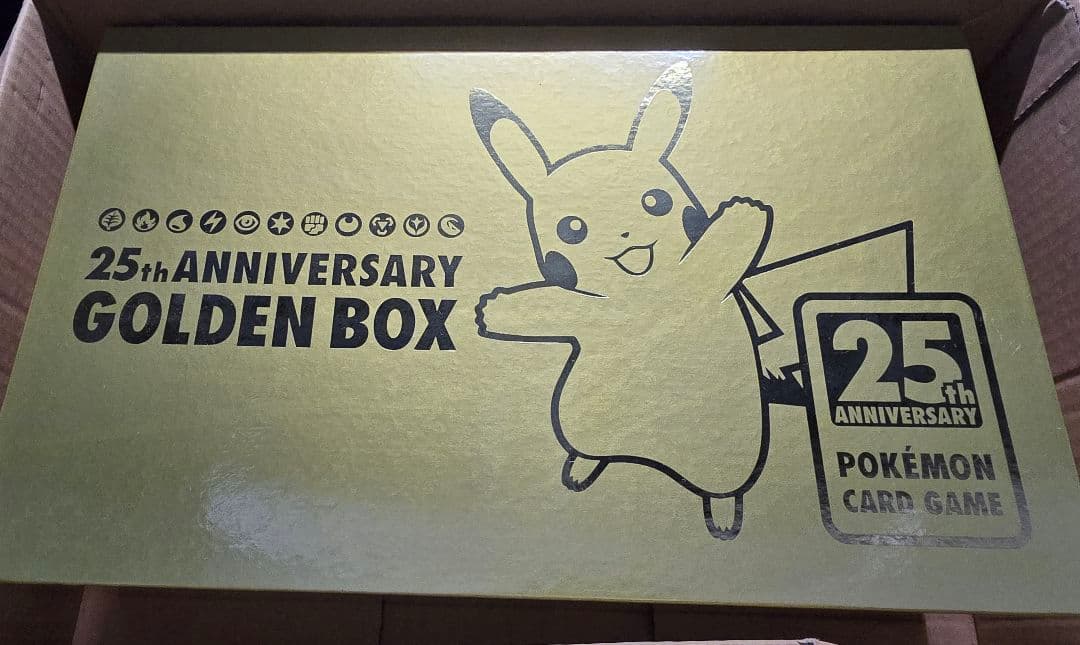 25th ANNIVERSARY
GOLDEN BOX
25th
ANNIVERSARY
POKÉMON
CARD GAME